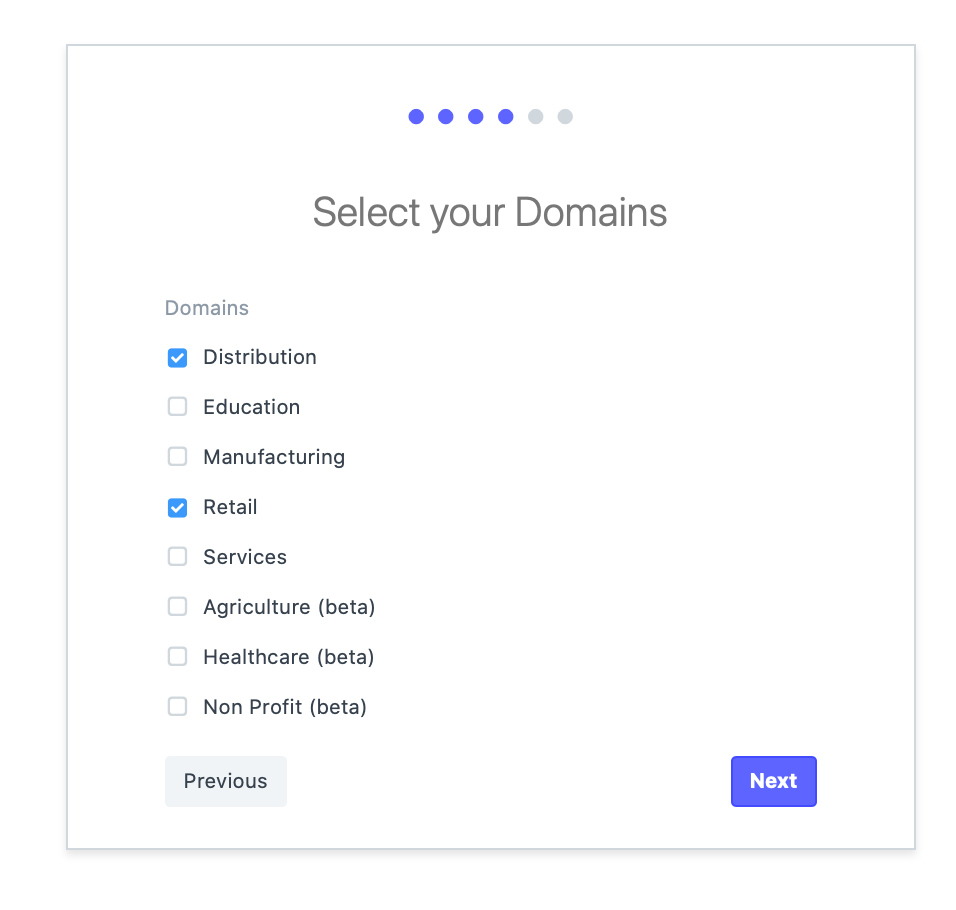 Select your Domains
Domains
Distribution
Education
Manufacturing
Retail
Services
Agriculture (beta)
Healthcare (beta)
Non Profit (beta)
Previous
Next